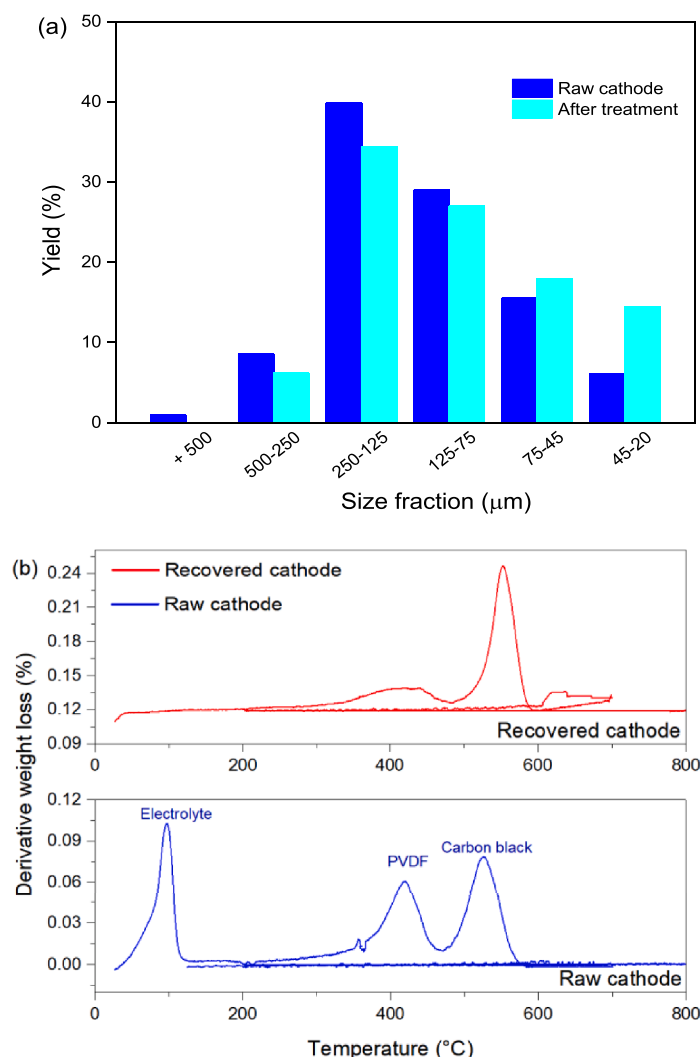 (a)
50
40
30
20
10
0
Yield (%)
Raw cathode
After treatment
+ 500
500-250
250-125
125-75
75-45
45-20
Size fraction (μm)
(b)
Derivative weight loss (%)
0.24
0.21
0.18
0.15
0.12
0.09
Recovered cathode
Raw cathode
Recovered cathode
0 200 400 600 800
0.12
0.09
0.06
0.03
0.00
Electrolyte
PVDF
Carbon black
Raw cathode
0 200 400 600 800
Temperature (°C)